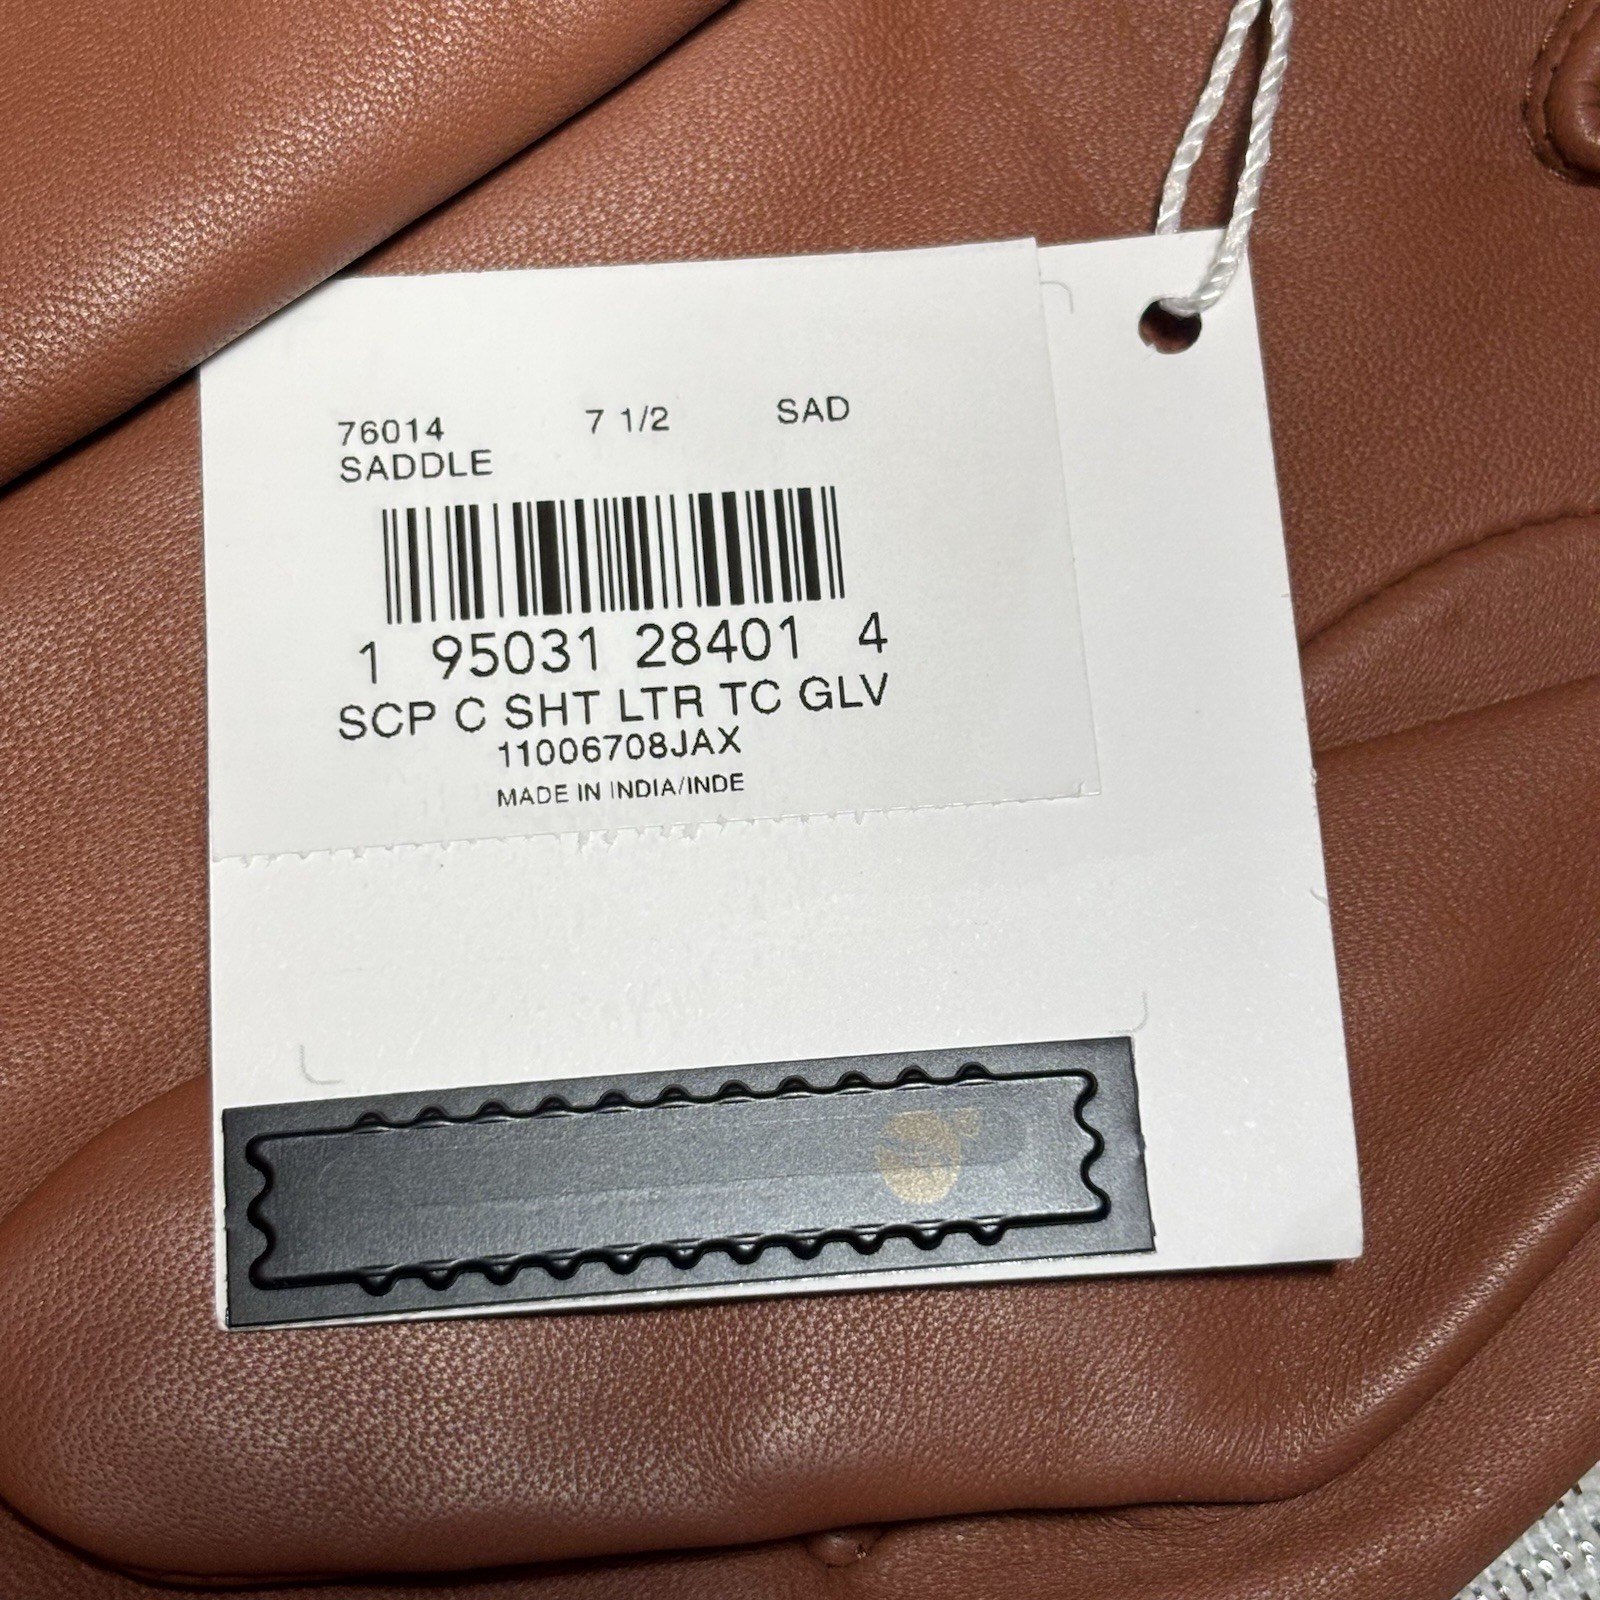 76014 7 1/2 SAD
SADDLE
1 95031 28401 4
SCP C SHT LTR TC GLV
11006708JAX
MADE IN INDIA/INDE